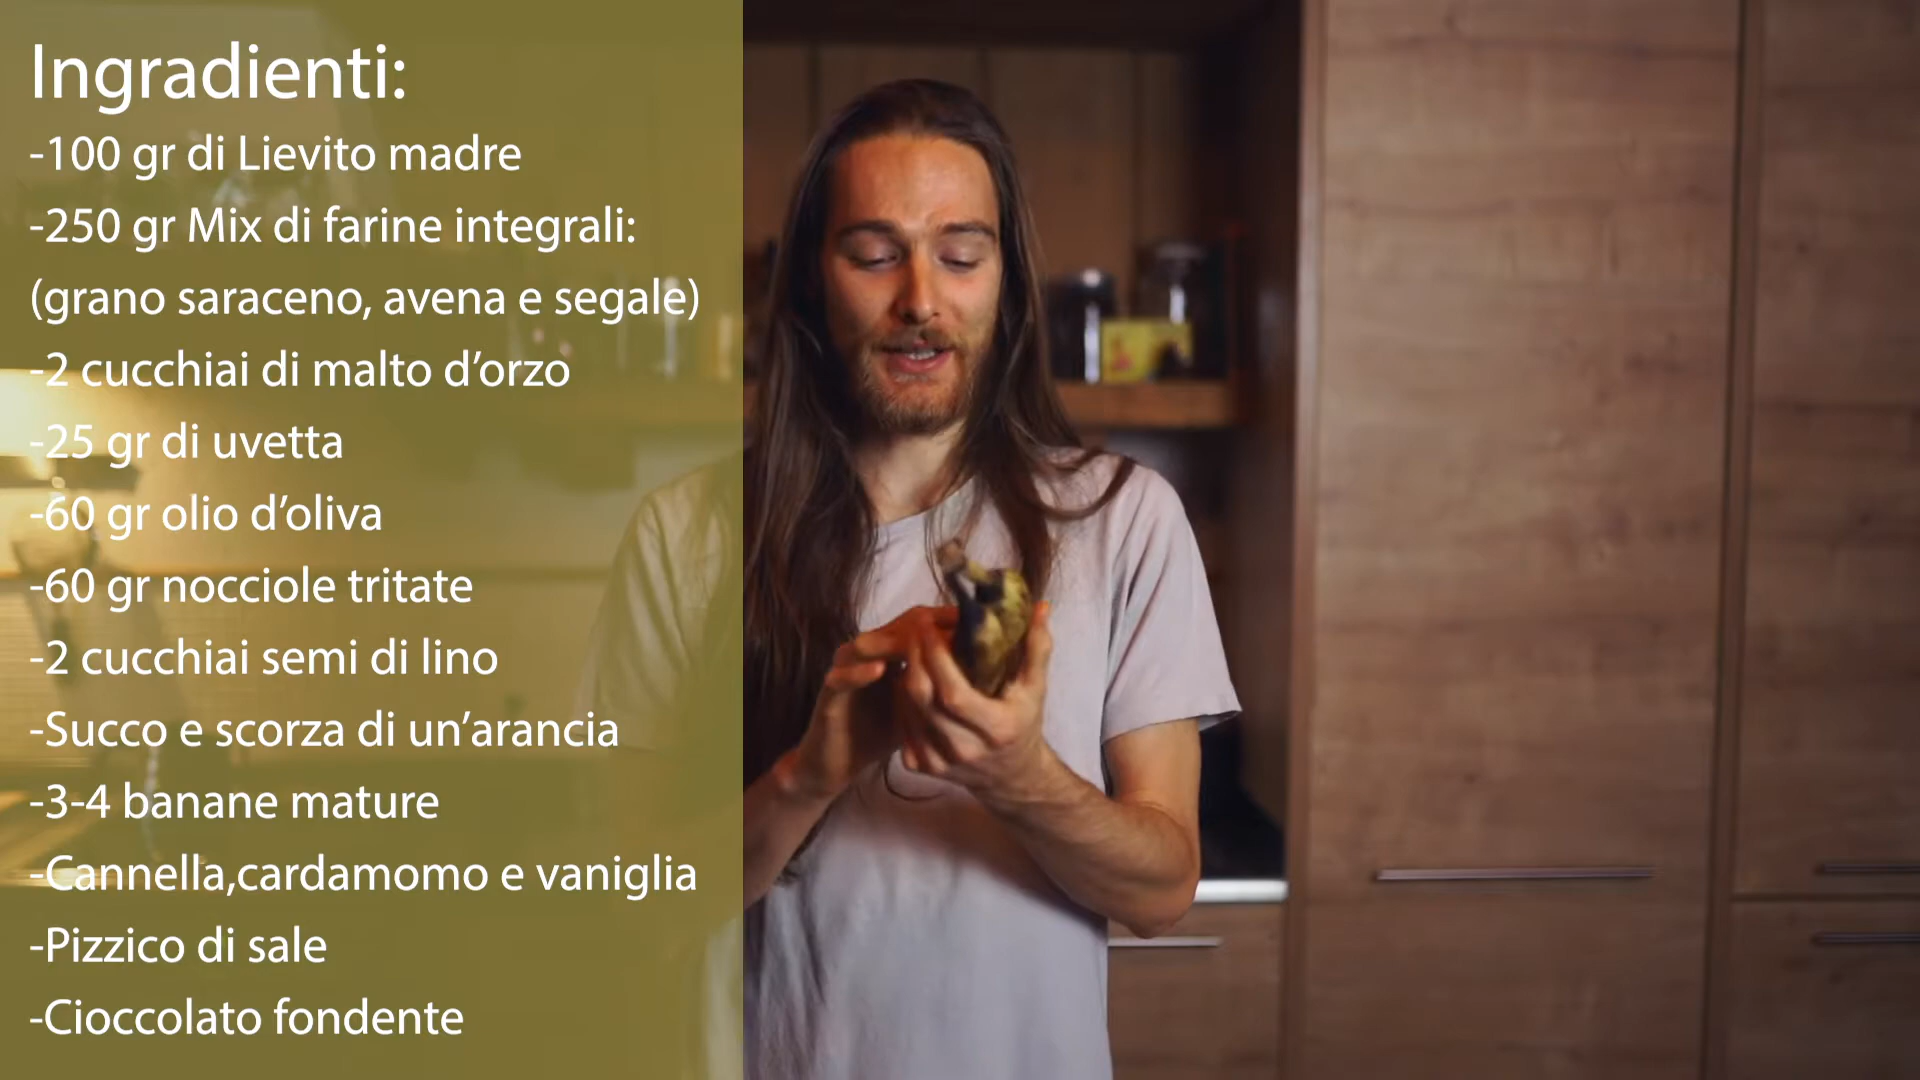 Ingredienti:
-100 gr di Lievito madre
-250 gr Mix di farine integrali:
(grano saraceno, avena e segale)
-2 cucchiai di malto d’orzo
-25 gr di uvetta
-60 gr olio d’oliva
-60 gr nocciole tritate
-2 cucchiai semi di lino
-Succo e scorza di un’arancia
-3-4 banane mature
-Cannella,cardamomo e vaniglia
-Pizzico di sale
-Cioccolato fondente